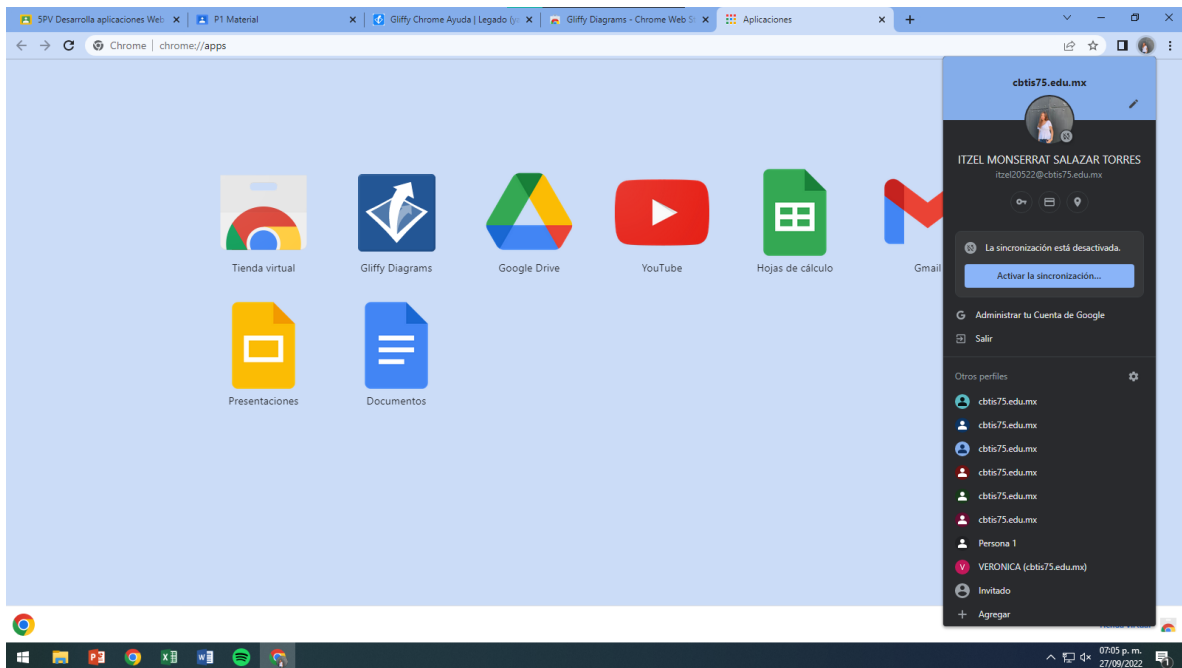 5PV Desarrolla aplicaciones Web
P1 Material
Gliffy Chrome Ayuda | Legado (yo
Gliffy Diagrams - Chrome Web St
Aplicaciones
Chrome | chrome://apps
cbtis75.edu.mx
ITZEL MONSERRAT SALAZAR TORRES
itzel20522@cbtis75.edu.mx
La sincronización está desactivada.
Activar la sincronización...
Administrar tu Cuenta de Google
Salir
Otros perfiles
cbtis75.edu.mx
cbtis75.edu.mx
cbtis75.edu.mx
cbtis75.edu.mx
cbtis75.edu.mx
cbtis75.edu.mx
Persona 1
V VERONICA (cbtis75.edu.mx)
Invitado
Agregar
Tienda virtual
Gliffy Diagrams
Google Drive
YouTube
Hojas de cálculo
Gmail
Presentaciones
Documentos
07:05 p. m.
27/09/2022